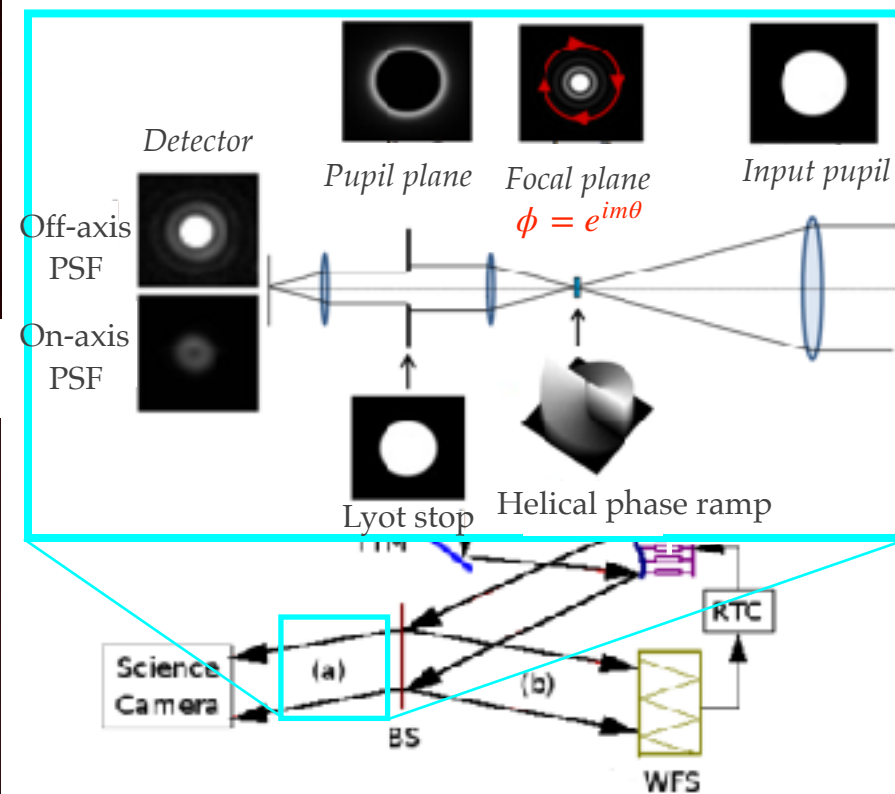 Detector
Pupil plane
Focal plane
Input pupil
ϕ = e^{imθ}
Off-axis
PSF
On-axis
PSF
Lyot stop
Helical phase ramp
RTC
Science
Camera
(a)
(b)
BS
WFS